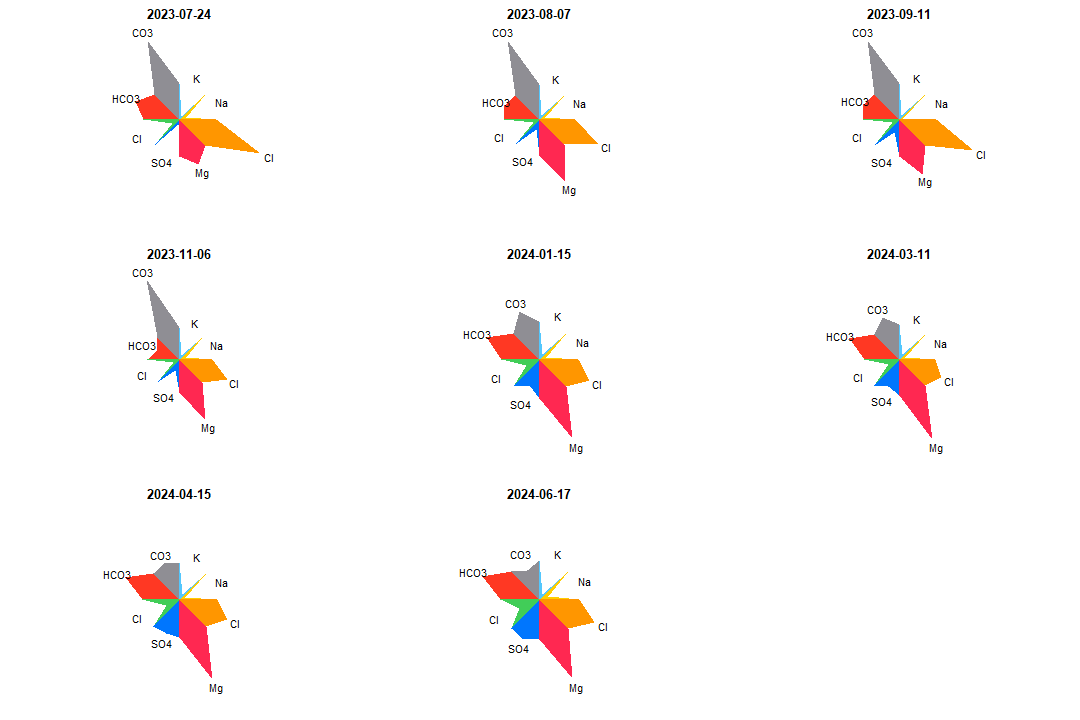 2023-07-24
CO3
K
Na
HCO3
Cl
Cl
SO4
Mg
2023-08-07
CO3
K
Na
HCO3
Cl
Cl
SO4
Mg
2023-09-11
CO3
K
Na
HCO3
Cl
Cl
SO4
Mg
2023-11-06
CO3
K
Na
HCO3
Cl
Cl
SO4
Mg
2024-01-15
CO3
K
Na
HCO3
Cl
Cl
SO4
Mg
2024-03-11
CO3
K
Na
HCO3
Cl
Cl
SO4
Mg
2024-04-15
CO3
K
Na
HCO3
Cl
Cl
SO4
Mg
2024-06-17
CO3
K
Na
HCO3
Cl
Cl
SO4
Mg